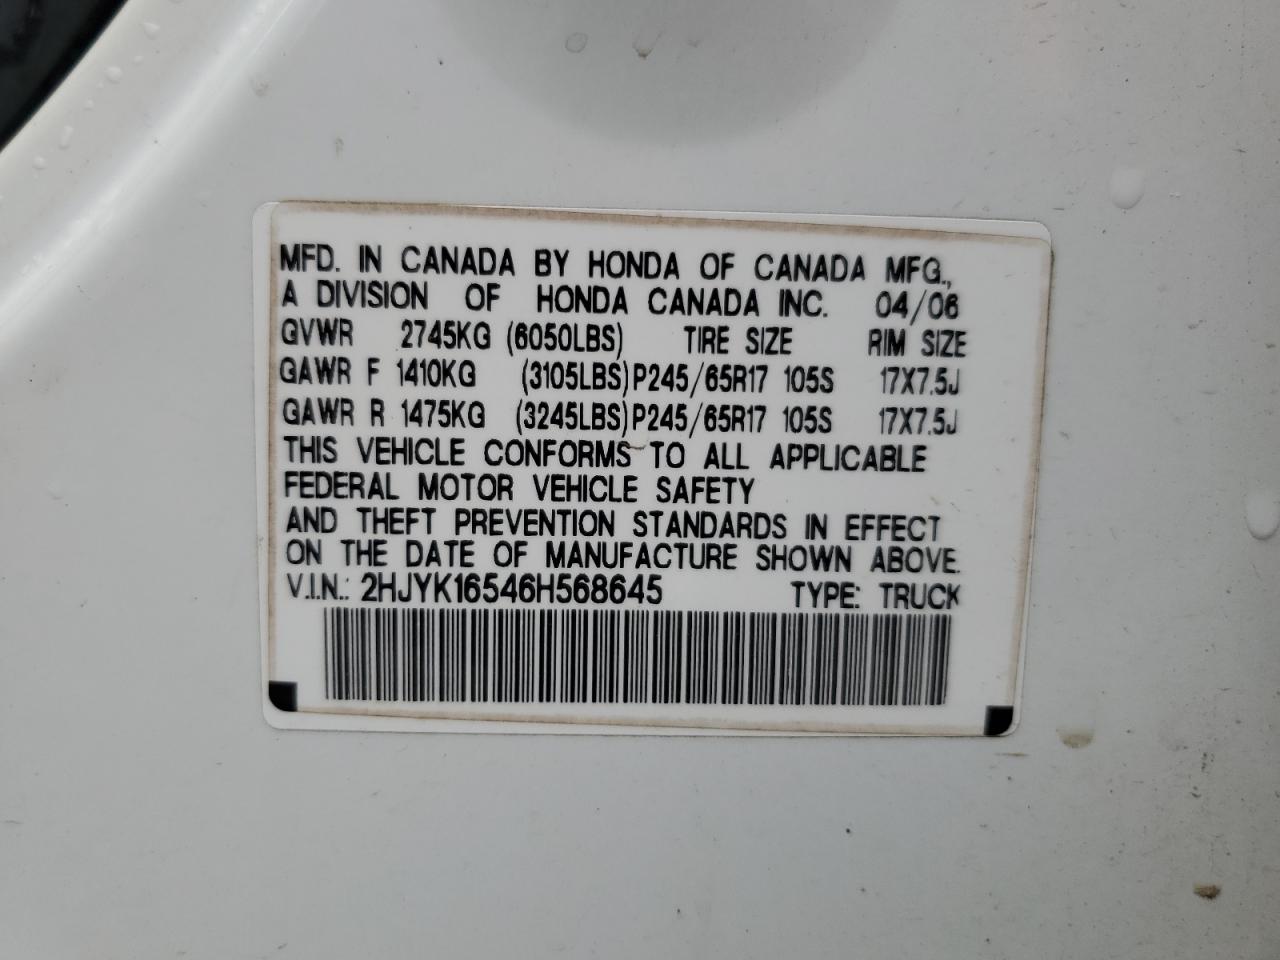 MFD. IN CANADA BY HONDA OF CANADA MFG.,
A DIVISION OF HONDA CANADA INC. 04/06
GVWR 2745KG (6050LBS) TIRE SIZE RIM SIZE
GAWR F 1410KG (3105LBS) P245/65R17 105S 17X7.5J
GAWR R 1475KG (3245LBS) P245/65R17 105S 17X7.5J
THIS VEHICLE CONFORMS TO ALL APPLICABLE
FEDERAL MOTOR VEHICLE SAFETY
AND THEFT PREVENTION STANDARDS IN EFFECT
ON THE DATE OF MANUFACTURE SHOWN ABOVE.
V.I.N.: 2HJYK16546H568645 TYPE: TRUCK